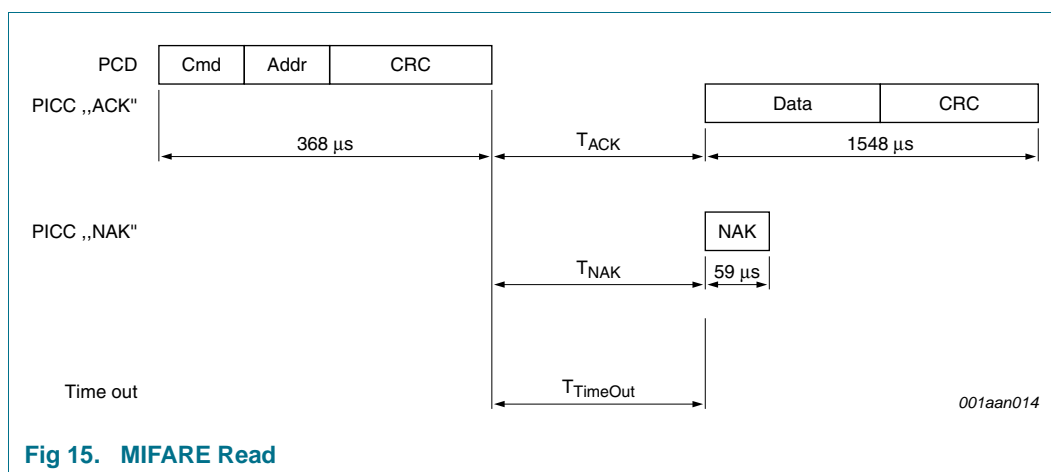 PCD Cmd Addr CRC
PICC ,,ACK" Data CRC
368 µs TACK 1548 µs
PICC ,,NAK" NAK
TNAK 59 µs
Time out TTimeOut 001aan014
Fig 15. MIFARE Read